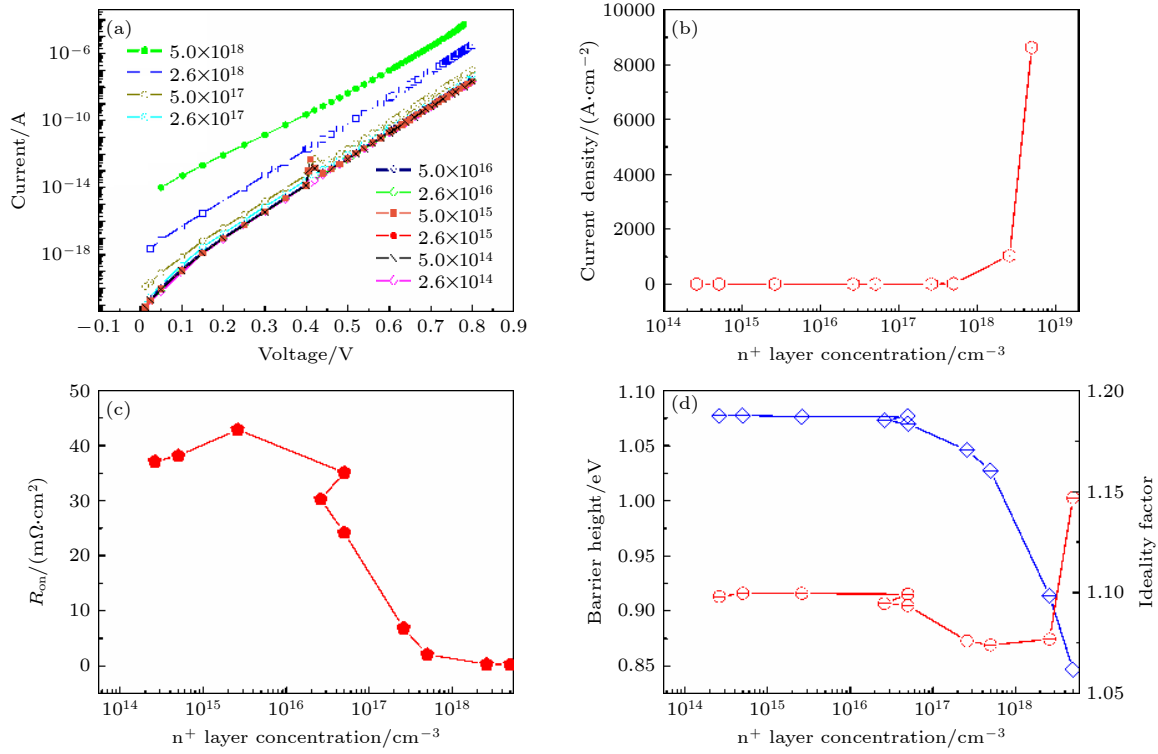 (a)
10⁻⁶
10⁻¹⁰
10⁻¹⁴
10⁻¹⁸
Current/A
5.0×10¹⁸
2.6×10¹⁸
5.0×10¹⁷
2.6×10¹⁷
5.0×10¹⁶
2.6×10¹⁶
5.0×10¹⁵
2.6×10¹⁵
5.0×10¹⁴
2.6×10¹⁴
−0.1 0 0.1 0.2 0.3 0.4 0.5 0.6 0.7 0.8 0.9
Voltage/V
(b)
10000
8000
6000
4000
2000
0
Current density/(A·cm⁻²)
10¹⁴ 10¹⁵ 10¹⁶ 10¹⁷ 10¹⁸ 10¹⁹
n⁺ layer concentration/cm⁻³
(c)
50
40
30
20
10
0
Rₒₙ/(mΩ·cm²)
10¹⁴ 10¹⁵ 10¹⁶ 10¹⁷ 10¹⁸
n⁺ layer concentration/cm⁻³
(d)
1.10
1.05
1.00
0.95
0.90
0.85
Barrier height/eV
1.20
1.15
1.10
1.05
Ideality factor
10¹⁴ 10¹⁵ 10¹⁶ 10¹⁷ 10¹⁸
n⁺ layer concentration/cm⁻³